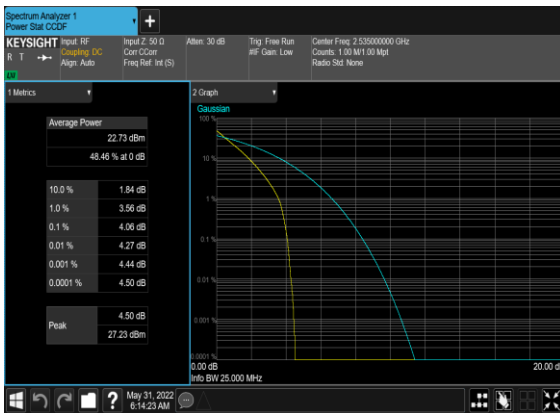 Spectrum Analyzer 1
Power Stat CCDF
KEYSIGHT
R T
LV
Input: RF
Coupling: DC
Align: Auto
Input Z: 50 Ω
Corr CCorr
Freq Ref: Int (S)
Atten: 30 dB
Trig: Free Run
#IF Gain: Low
Center Freq: 2.535000000 GHz
Counts: 1.00 M/1.00 Mpt
Radio Std: None
1 Metrics
Average Power
22.73 dBm
48.46 % at 0 dB
10.0 % 1.84 dB
1.0 % 3.56 dB
0.1 % 4.06 dB
0.01 % 4.27 dB
0.001 % 4.44 dB
0.0001 % 4.50 dB
Peak
4.50 dB
27.23 dBm
2 Graph
Gaussian
100 %
10 %
1 %
0.1 %
0.01 %
0.001 %
0.0001 %
0.00 dB
20.00 d
Info BW 25.000 MHz
?
May 31, 2022
6:14:23 AM